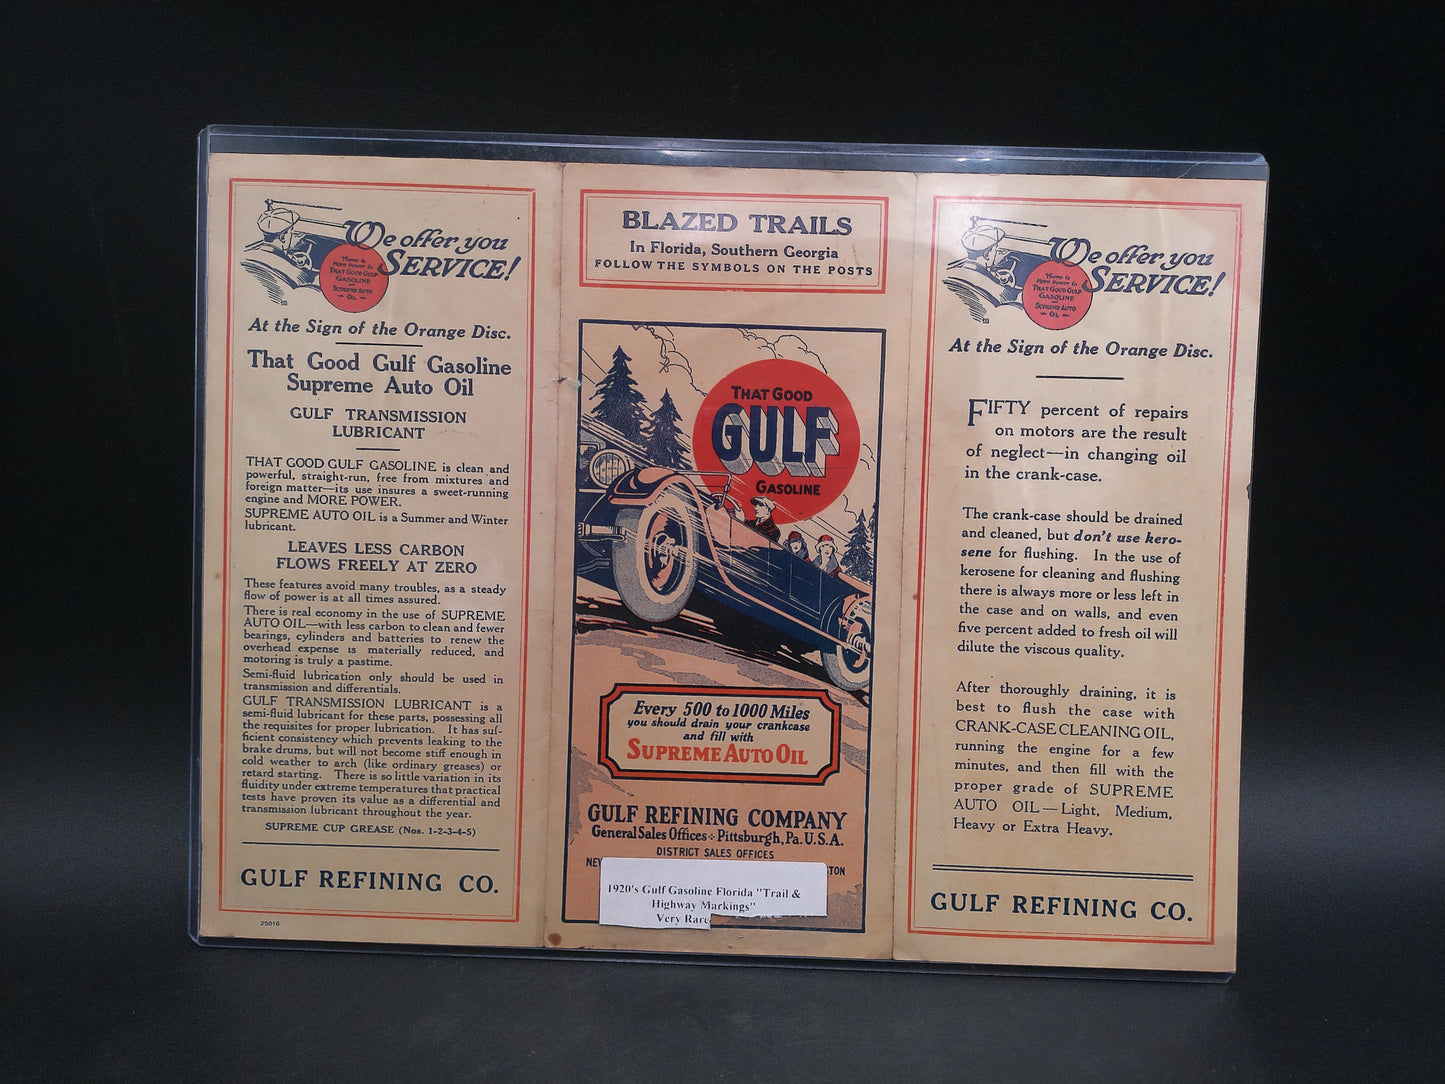 We offer you
SERVICE!
There is
More Power in
THAT GOOD GULF
GASOLINE
and
SUPREME AUTO
OIL
At the Sign of the Orange Disc.
That Good Gulf Gasoline
Supreme Auto Oil
GULF TRANSMISSION
LUBRICANT
THAT GOOD GULF GASOLINE is clean and
powerful, straight-run, free from mixtures and
foreign matter—its use insures a sweet-running
engine and MORE POWER.
SUPREME AUTO OIL is a Summer and Winter
lubricant.
LEAVES LESS CARBON
FLOWS FREELY AT ZERO
These features avoid many troubles, as a steady
flow of power is at all times assured.
There is real economy in the use of SUPREME
AUTO OIL—with less carbon to clean and fewer
bearings, cylinders and batteries to renew the
overhead expense is materially reduced, and
motoring is truly a pastime.
Semi-fluid lubrication only should be used in
transmission and differentials.
GULF TRANSMISSION LUBRICANT is a
semi-fluid lubricant for these parts, possessing all
the requisites for proper lubrication. It has suf-
ficient consistency which prevents leaking to the
brake drums, but will not become stiff enough in
cold weather to arch (like ordinary greases) or
retard starting. There is so little variation in its
fluidity under extreme temperatures that practical
tests have proven its value as a differential and
transmission lubricant throughout the year.
SUPREME CUP GREASE (Nos. 1-2-3-4-5)
GULF REFINING CO.
25016
BLAZED TRAILS
In Florida, Southern Georgia
FOLLOW THE SYMBOLS ON THE POSTS
THAT GOOD
GULF
GASOLINE
Every 500 to 1000 Miles
you should drain your crankcase
and fill with
SUPREME AUTO OIL
GULF REFINING COMPANY
General Sales Offices Pittsburgh, Pa. U.S.A.
DISTRICT SALES OFFICES
1920's Gulf Gasoline Florida "Trail &
Highway Markings"
Very Rare
We offer you
SERVICE!
There is
More Power in
THAT GOOD GULF
GASOLINE
and
SUPREME AUTO
OIL
At the Sign of the Orange Disc.
FIFTY percent of repairs
on motors are the result
of neglect—in changing oil
in the crank-case.
The crank-case should be drained
and cleaned, but don't use kero-
sene for flushing. In the use of
kerosene for cleaning and flushing
there is always more or less left in
the case and on walls, and even
five percent added to fresh oil will
dilute the viscous quality.
After thoroughly draining, it is
best to flush the case with
CRANK-CASE CLEANING OIL,
running the engine for a few
minutes, and then fill with the
proper grade of SUPREME
AUTO OIL—Light, Medium,
Heavy or Extra Heavy.
GULF REFINING CO.